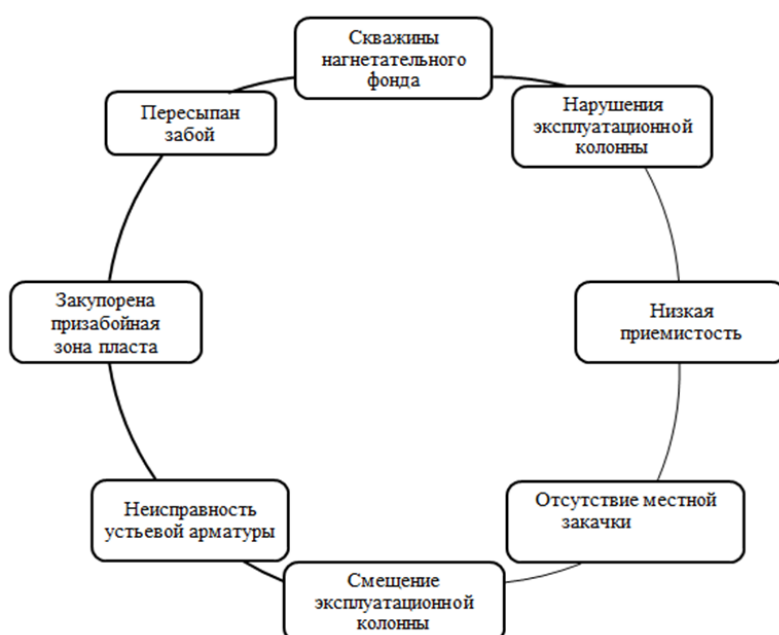 Скважины
нагнетательного
фонда
Нарушения
эксплуатационной
колонны
Низкая
приемистость
Отсутствие местной
закачки
Смещение
эксплуатационной
колонны
Неисправность
устьевой арматуры
Закупорена
призабойная
зона пласта
Пересыпан
забой